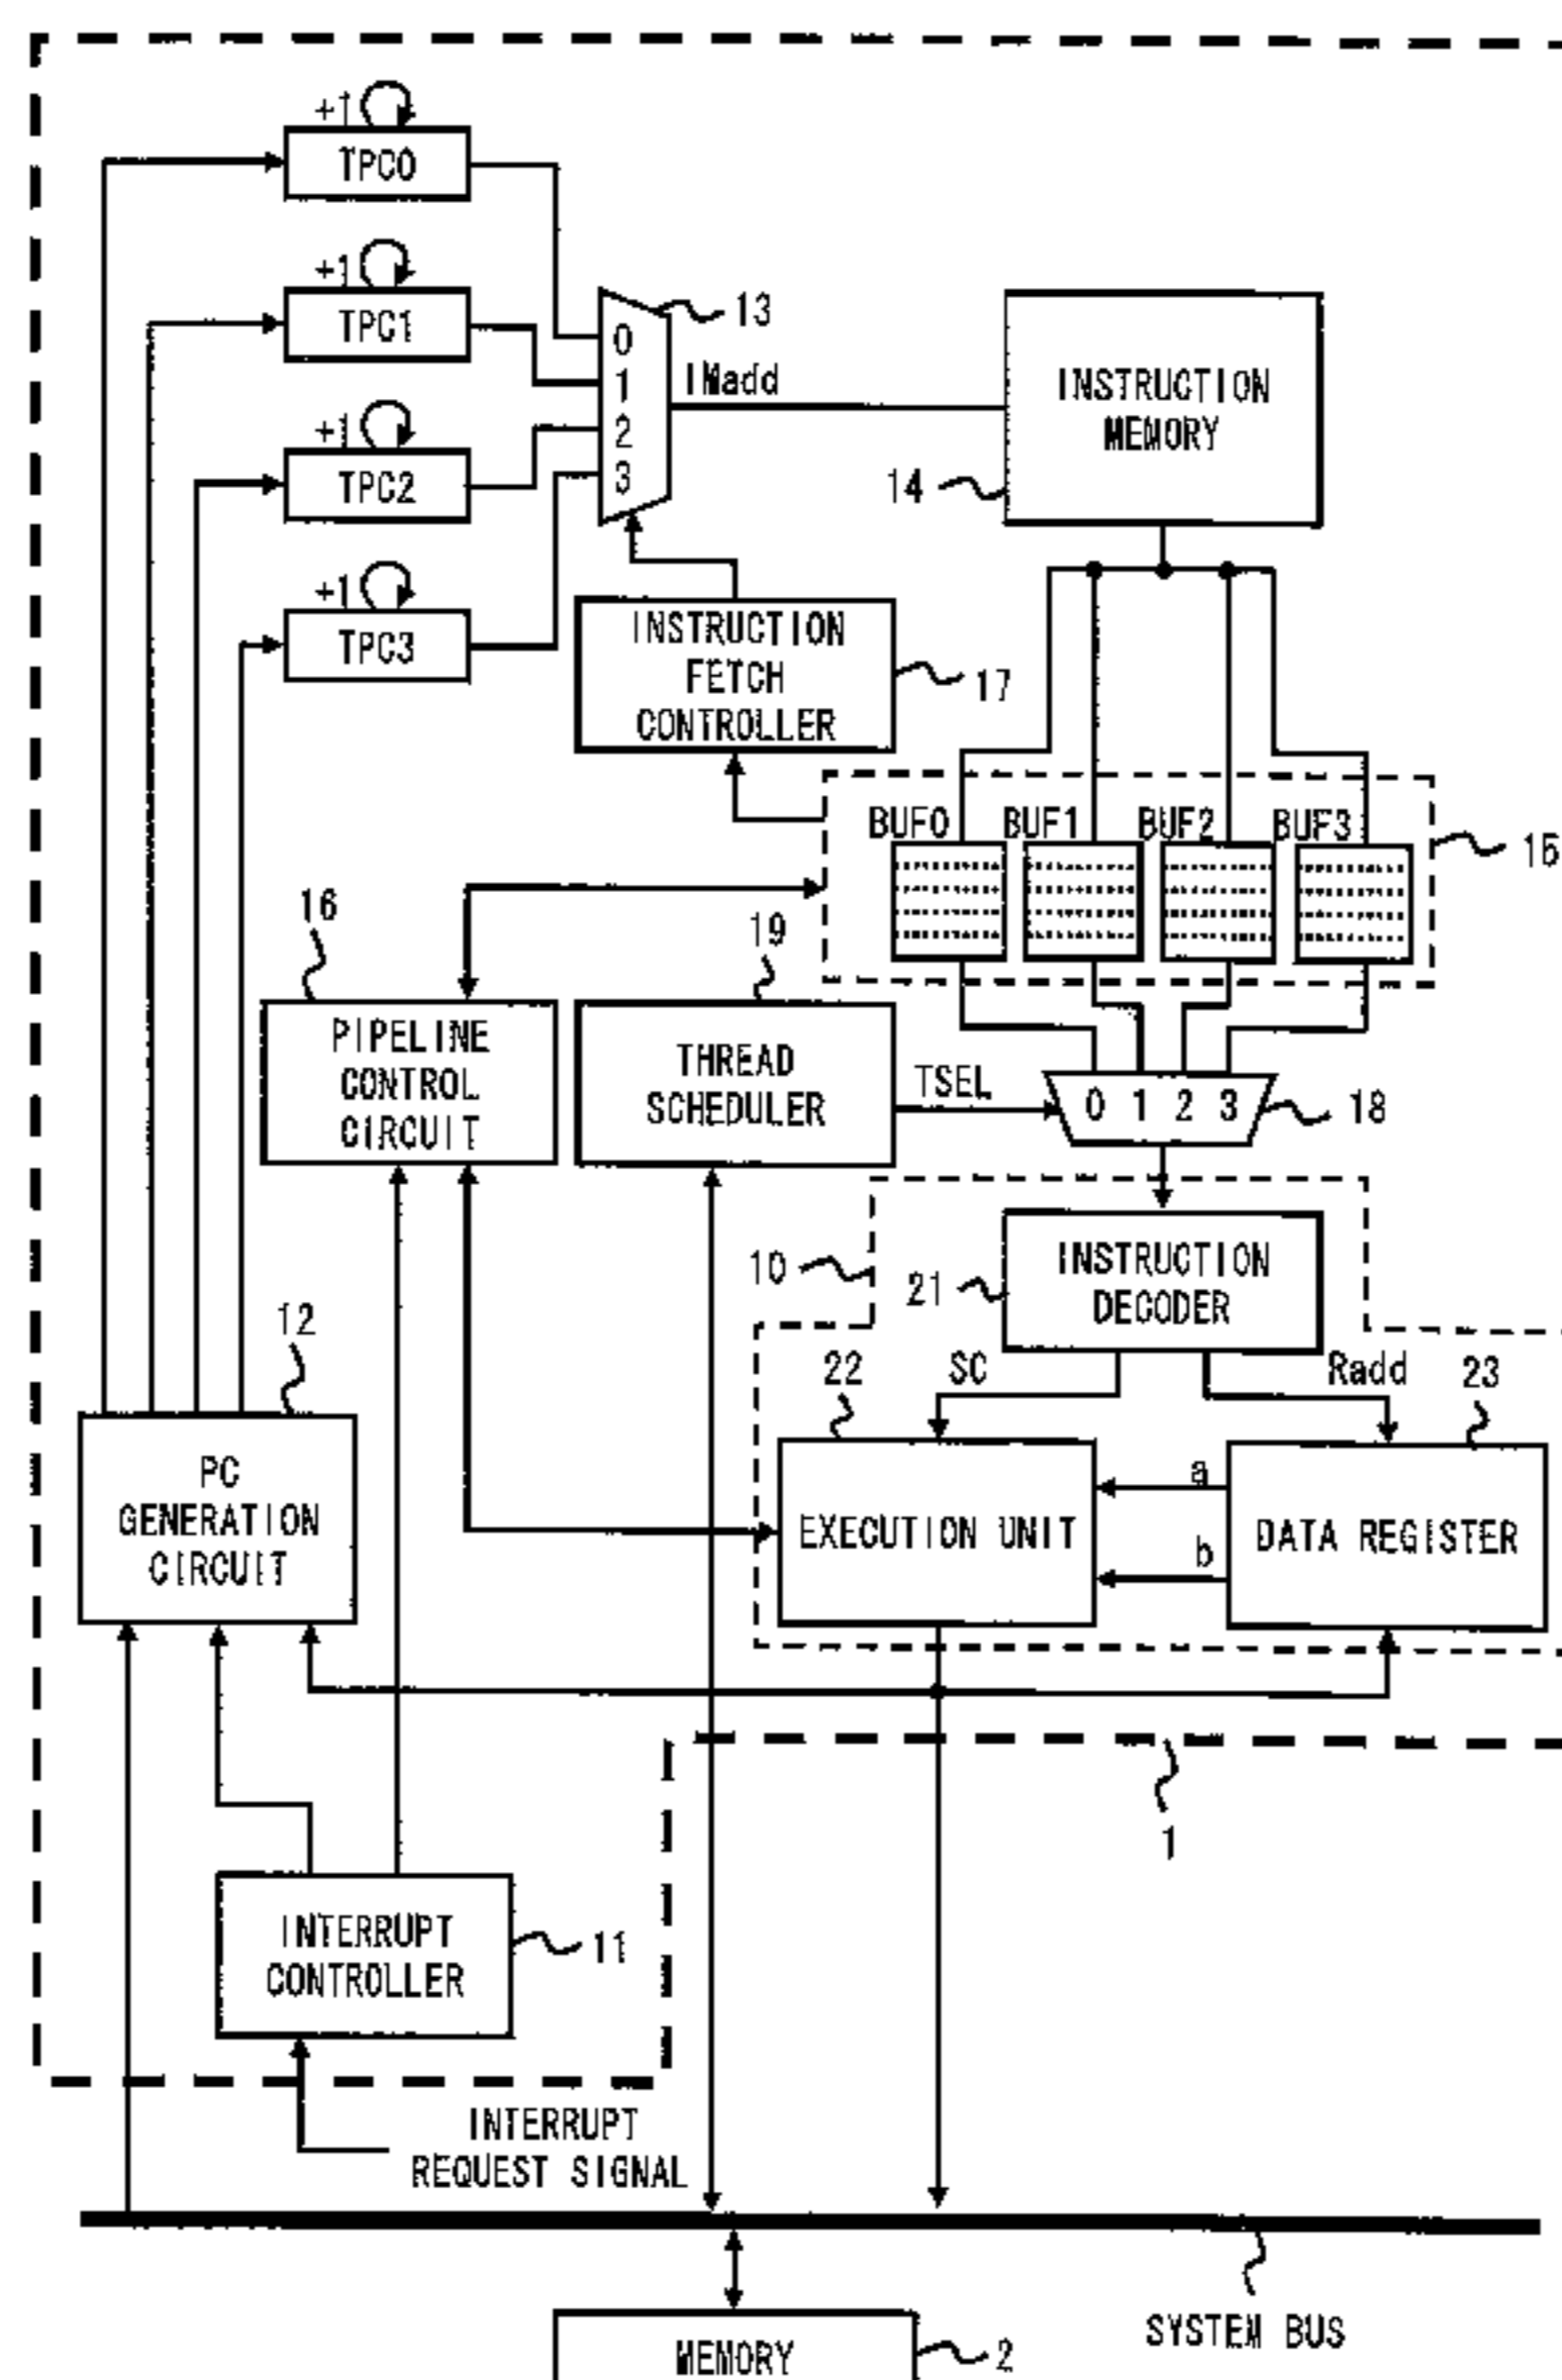 +1
TPC0
+1
TPC1
+1
TPC2
+1
TPC3
13
0
1
2
3
IMadd
INSTRUCTION
MEMORY
14
INSTRUCTION
FETCH
CONTROLLER
17
BUF0
BUF1
BUF2
BUF3
15
16
PIPELINE
CONTROL
CIRCUIT
19
THREAD
SCHEDULER
TSEL
0 1 2 3
18
10
21
INSTRUCTION
DECODER
12
PC
GENERATION
CIRCUIT
22
SC
Radd
23
EXECUTION UNIT
a
b
DATA REGISTER
1
INTERRUPT
CONTROLLER
11
INTERRUPT
REQUEST SIGNAL
SYSTEM BUS
MEMORY
2